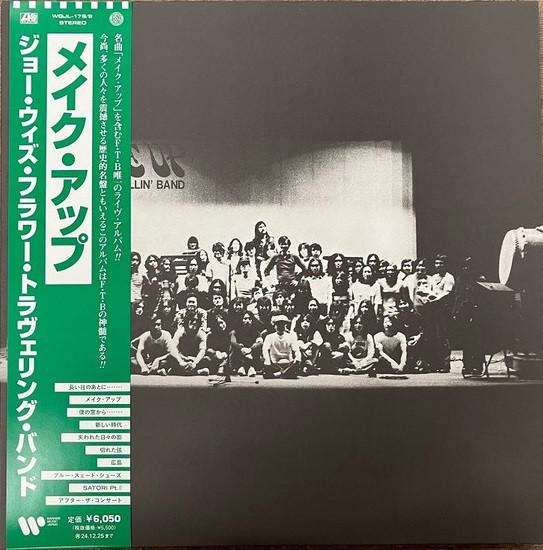 WQJL-178/9
STEREO
メイク・アップ
ジョー・ウィズ・フラワー・トラヴェリング・バンド
名曲「メイク・アップ」を含むF・T・B唯一のライヴ・アルバム!!
今尚、多くの人々を震撼させる歴史的名盤ともいえるこのアルバムはF・T・Bの神髄である!!
LLIN' BAND
長い日のあとに・・・・・・・
メイク・アップ
僕の窓から・・・・・・・
新しい時代
失われた日々の影
切れた弦
広島
ブルー・スェード・シューズ
SATORI Pt.II
アフター・ザ・コンサート
定価:¥6,050
(税抜価格:¥5,500)
24.12.25まで